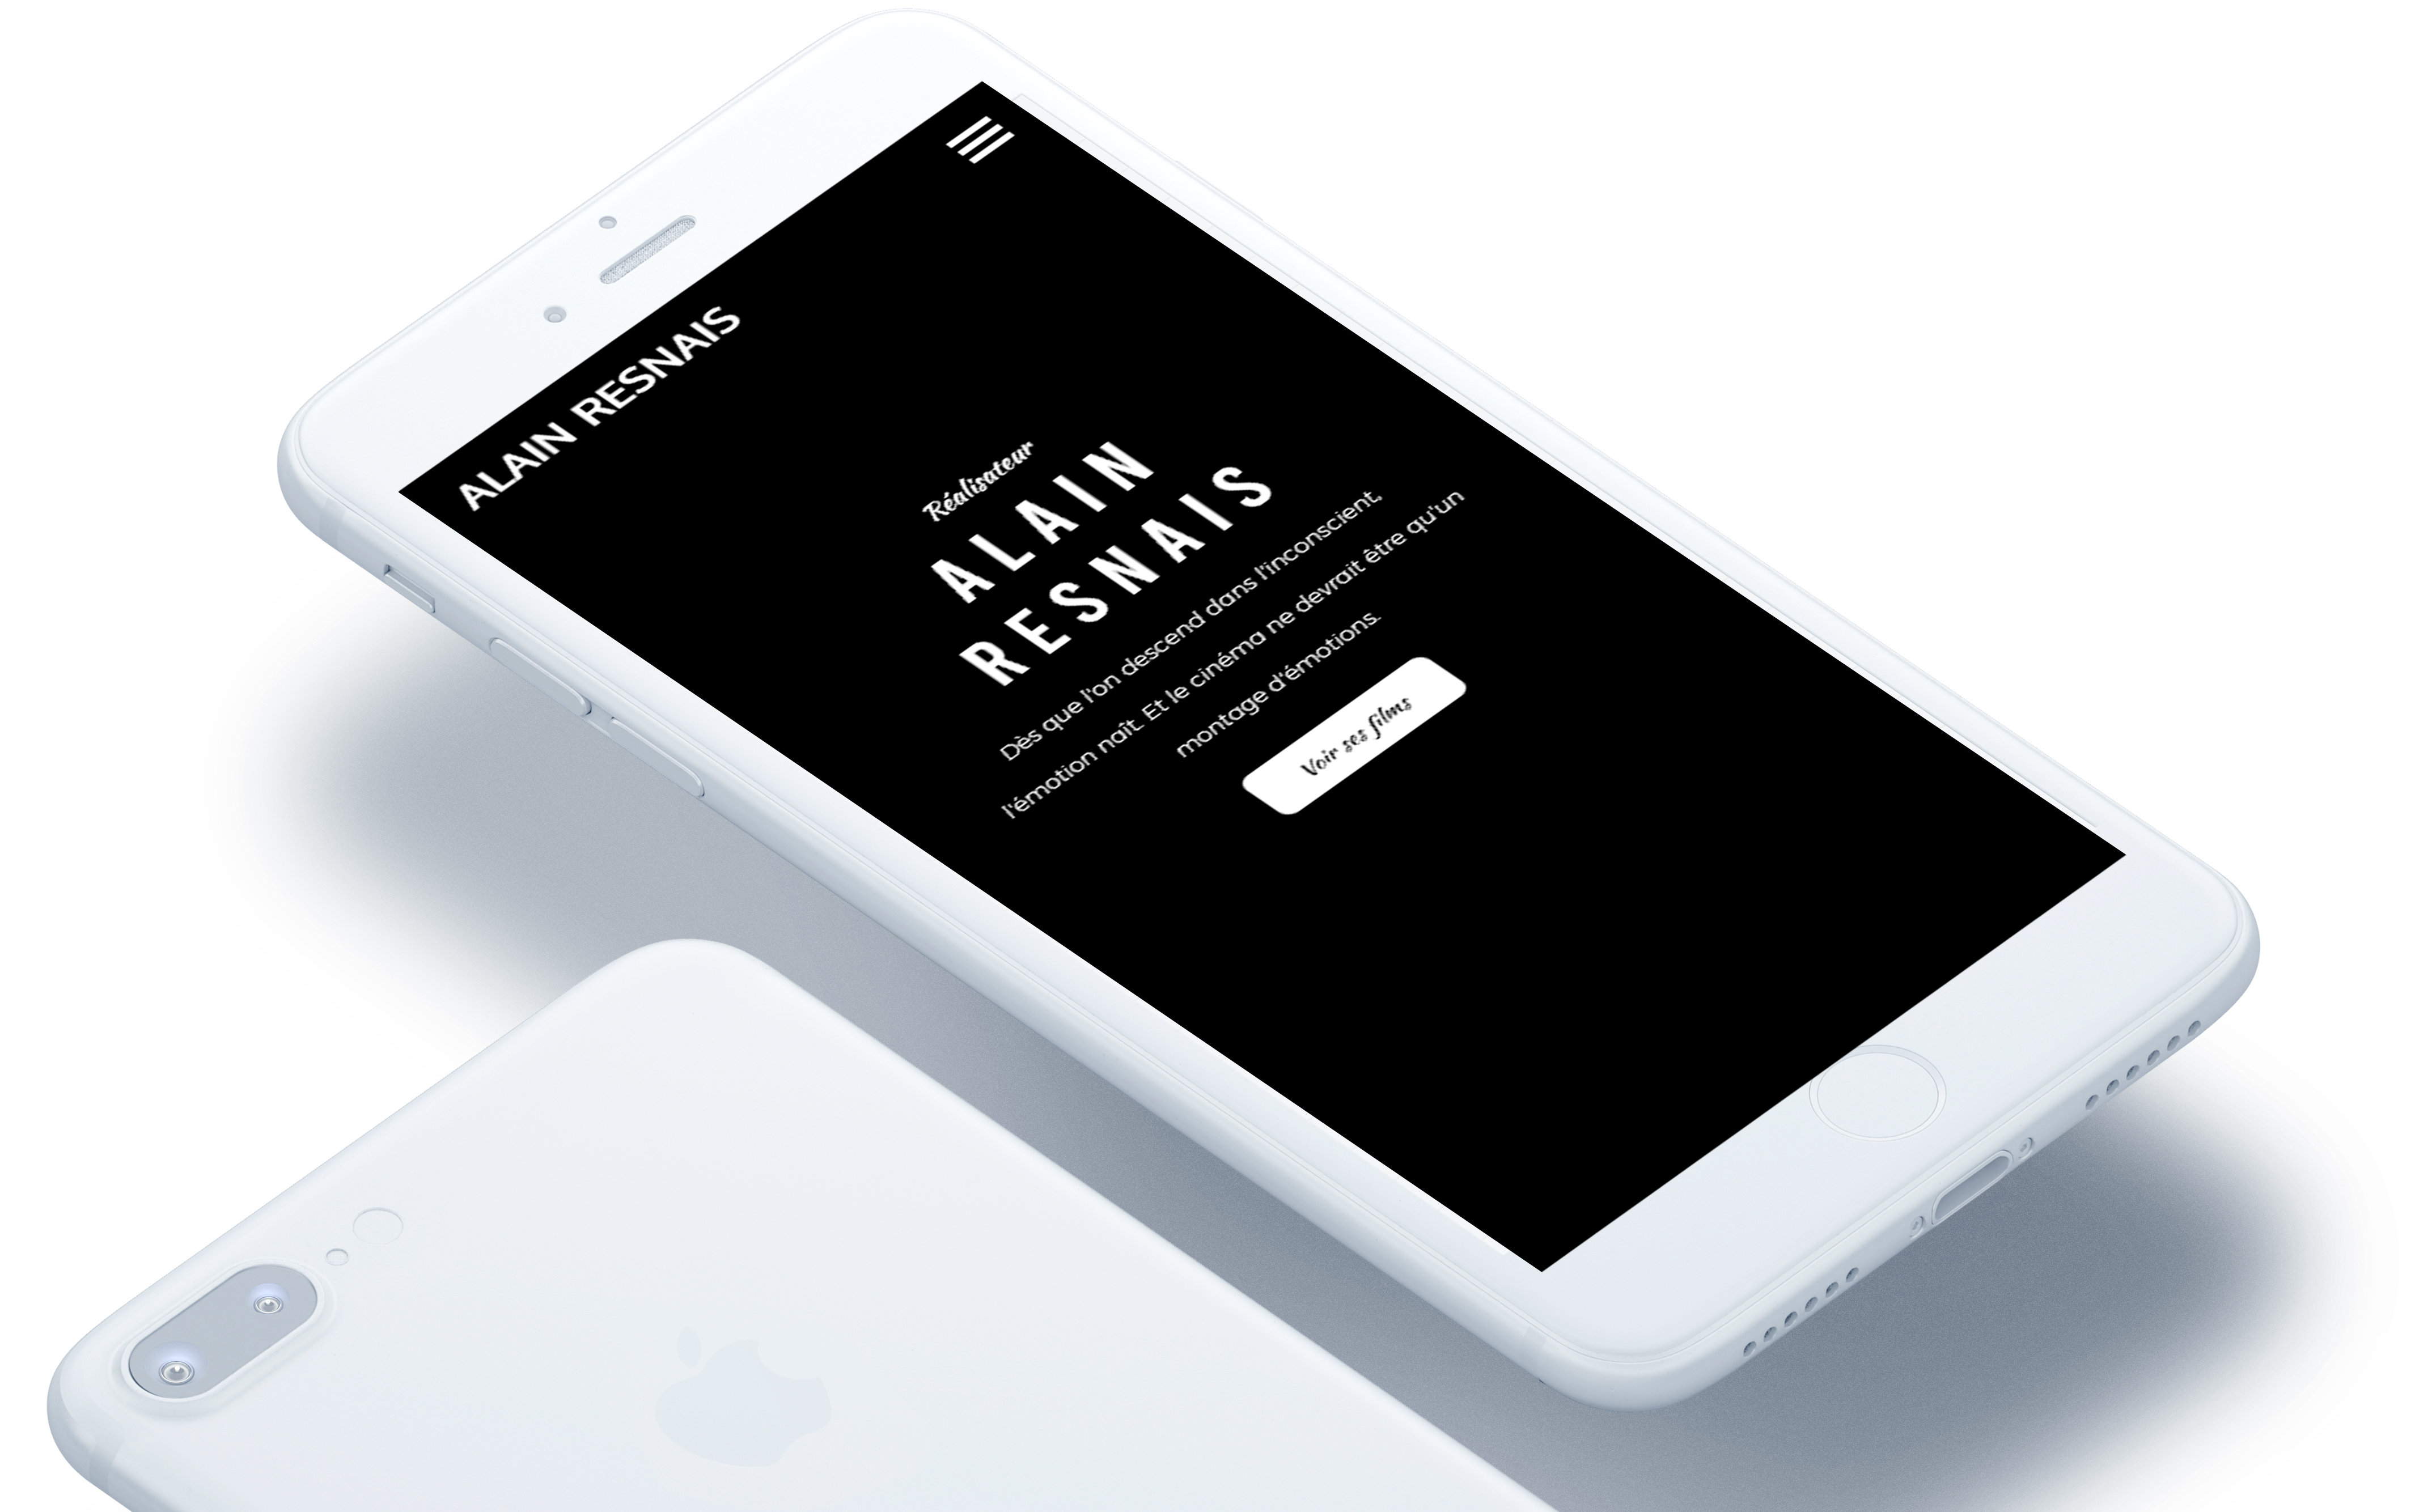 ALAIN RESNAIS
Réalisateur
ALAIN
RESNAIS
Dès que l'on descend dans l'inconscient,
l'émotion naît. Et le cinéma ne devrait être qu'un
montage d'émotions.
Voir ses films